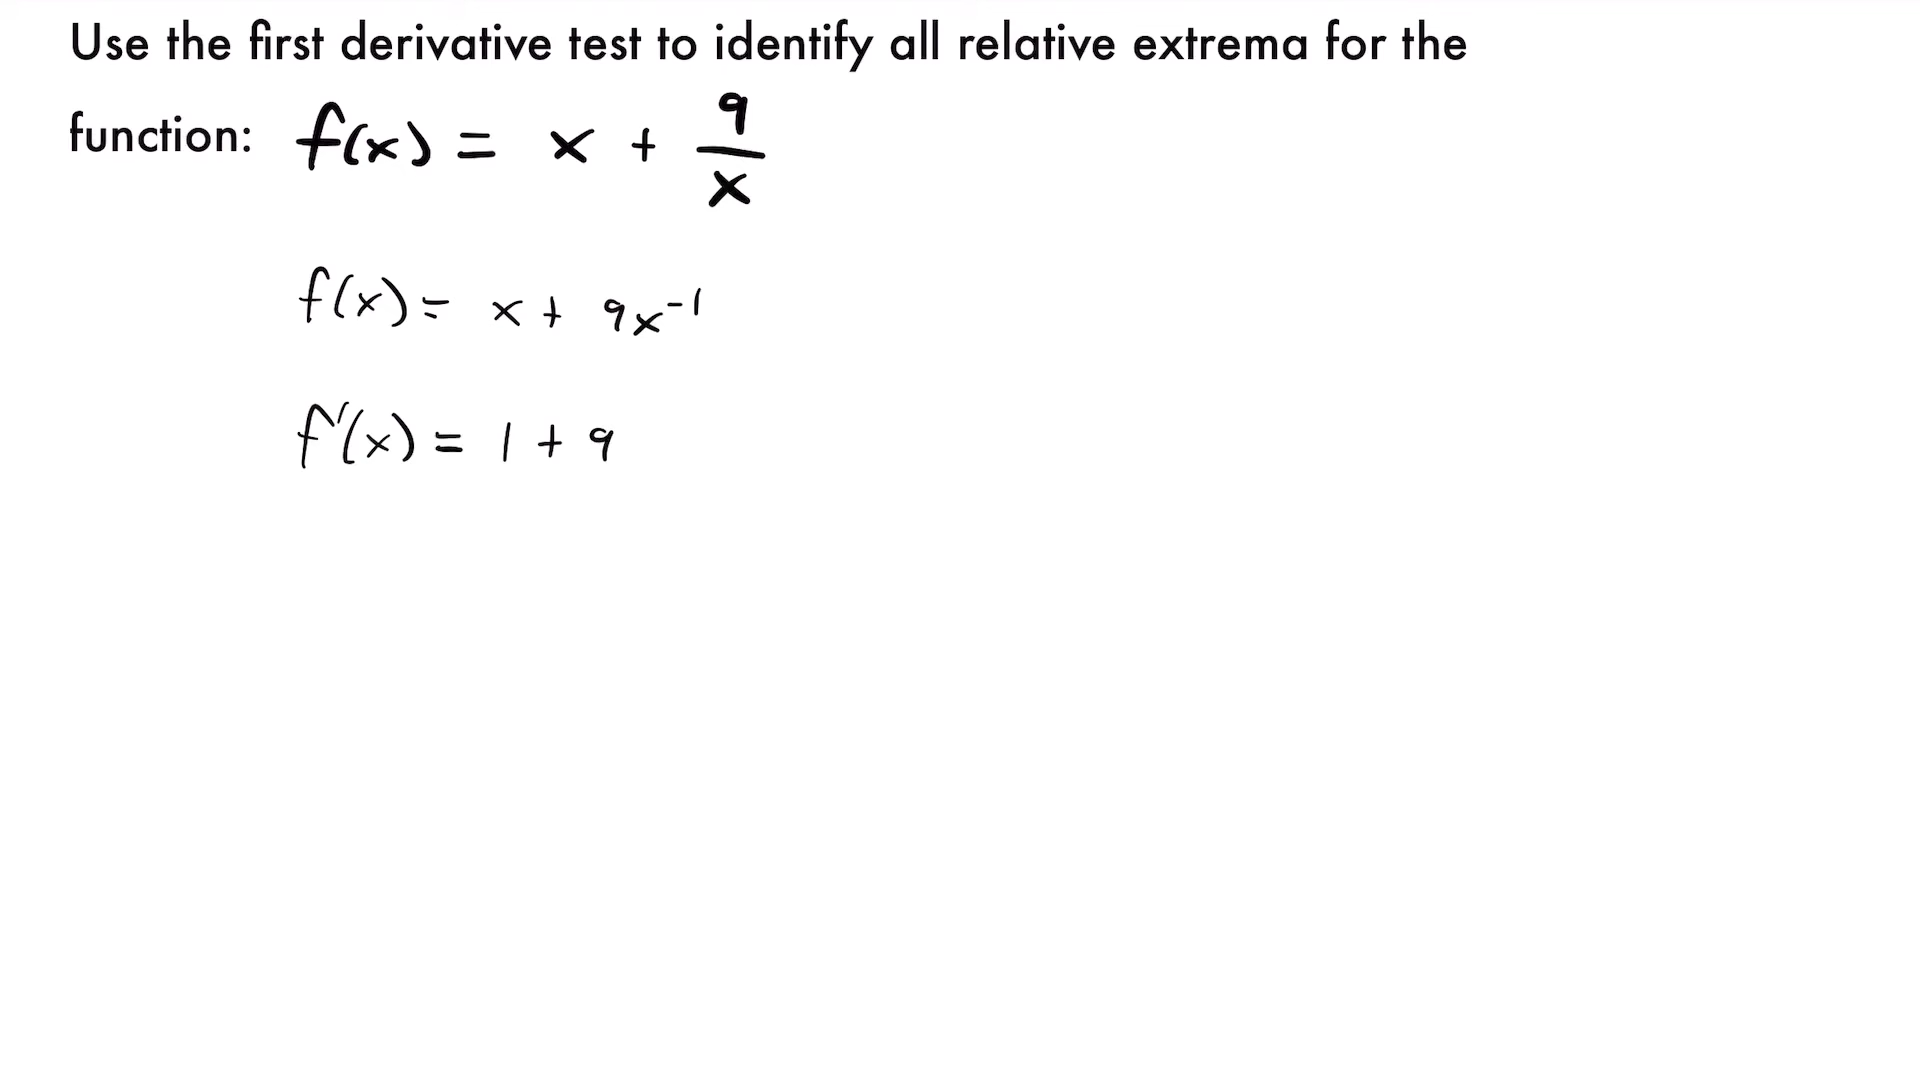 Use the first derivative test to identify all relative extrema for the
function: f(x) = x + 9/x
f(x) = x + 9x⁻¹
f'(x) = 1 + 9